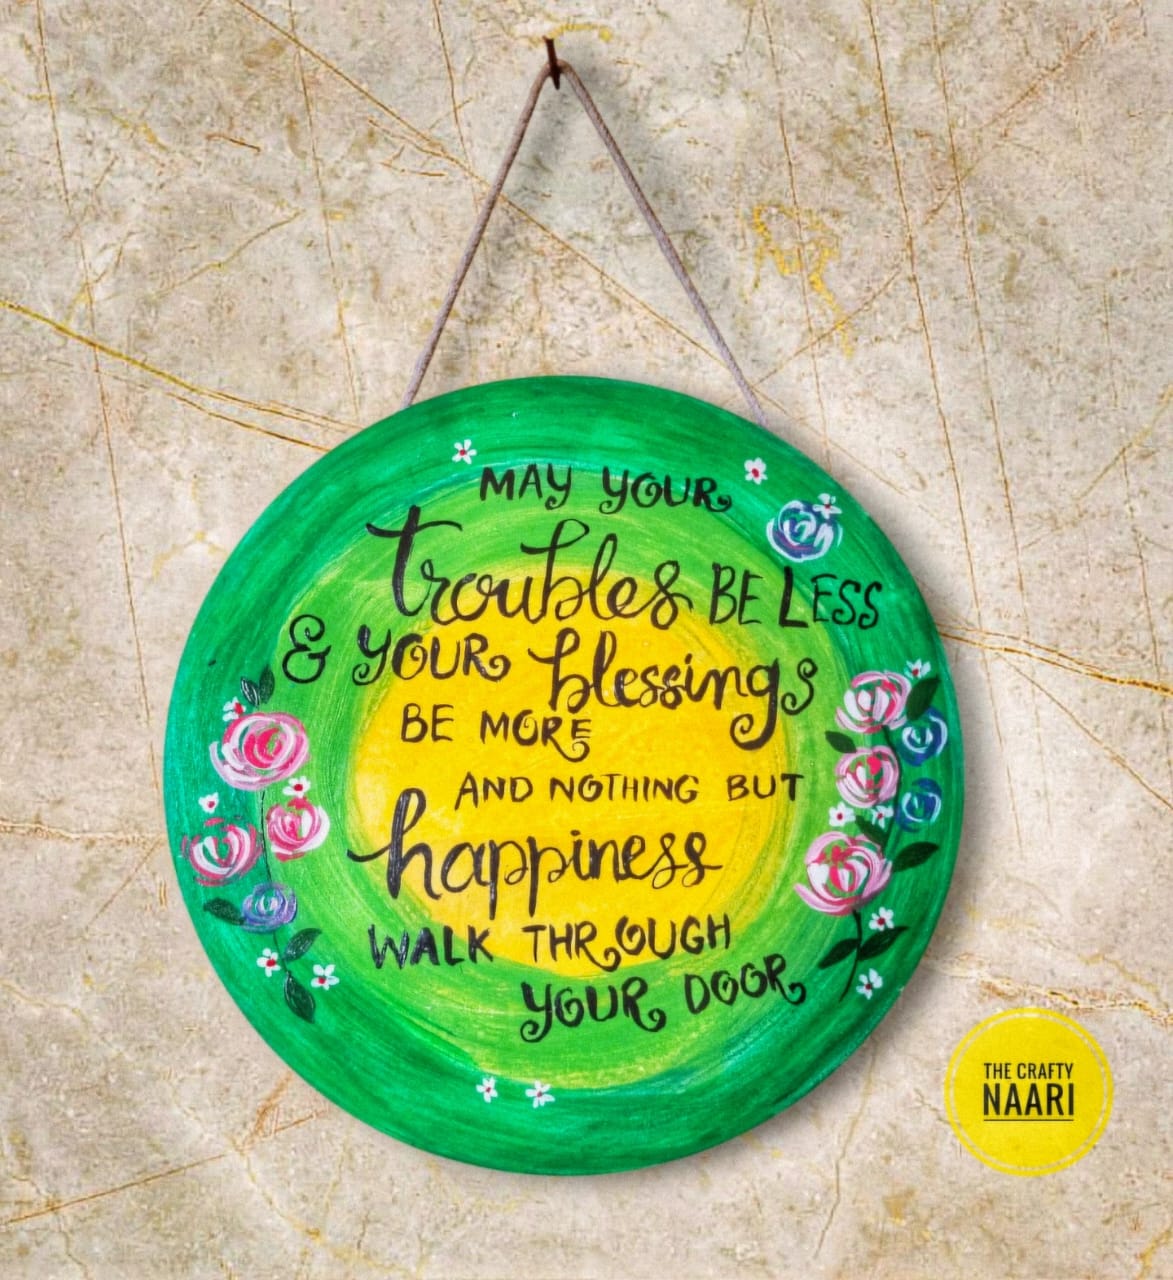 MAY YOUR
troubles BE LESS
& YOUR blessings
BE MORE
AND NOTHING BUT
happiness
WALK THROUGH
YOUR DOOR
THE CRAFTY
NAARI